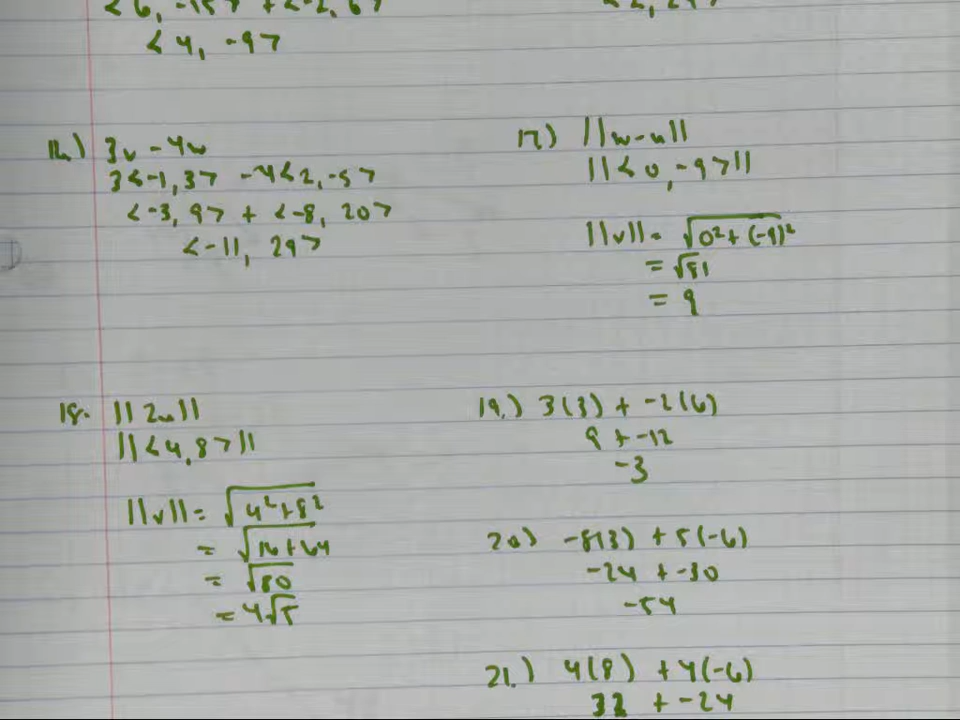 <4, -9>
16.) 3v - 4w
3<-1, 3> -4<2, -5>
<-3, 9> + <-8, 20>
<-11, 29>
17) ||w-u||
||<0, -9>||
||v|| = √0²+(-9)²
= √81
= 9
18. ||2u||
||<4, 8>||
||v|| = √4²+8²
= √16+64
= √80
= 4√5
19.) 3(3) + -2(6)
9 + -12
-3
20) -8(3) + 5(-6)
-24 + -30
-54
21.) 4(8) + 4(-6)
32 + -24